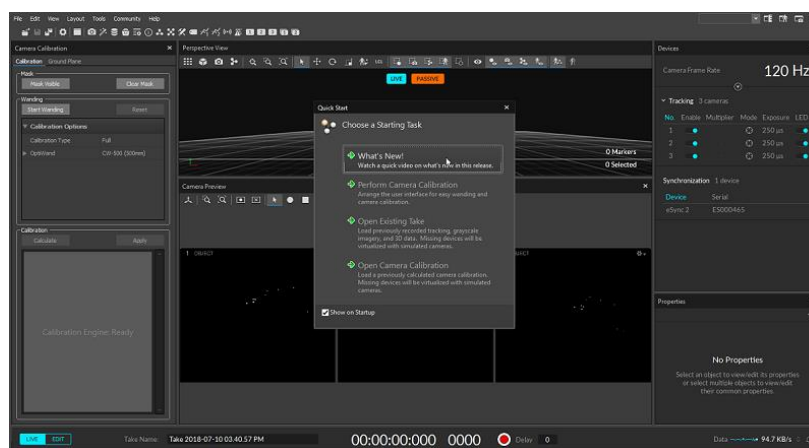 File Edit View Layout Tools Community Help
Camera Calibration
Calibration Ground Plane
Mask
Mask Visible Clear Mask
Wanding
Start Wanding Reset
Calibration Options
Calibration Type Full
OptiWand CW-500 (500mm)
Calibration
Calculate Apply
Calibration Engine: Ready
Perspective View
LIVE PASSIVE
0 Markers
0 Selected
Camera Preview
1 OBJECT
Quick Start
Choose a Starting Task
What's New!
Watch a quick video on what's new in this release.
Perform Camera Calibration
Arrange the user interface for easy wanding and
camera calibration.
Open Existing Take
Load previously recorded tracking, grayscale
imagery, and 3D data. Missing devices will be
virtualized with simulated cameras.
Open Camera Calibration
Load a previously calculated camera calibration.
Missing devices will be virtualized with simulated
cameras.
Show on Startup
Devices
Camera Frame Rate 120 Hz
Tracking 3 cameras
No. Enable Multiplier Mode Exposure LED
1 250 µs
2 250 µs
3 250 µs
Synchronization 1 device
Device Serial
eSync 2 ES000465
Properties
No Properties
Select an object to view/edit its properties
or select multiple objects to view/edit
their common properties.
LIVE EDIT Take Name: Take 2018-07-10 03.40.57 PM 00:00:00:000 0000 Delay 0 Data 94.7 KB/s